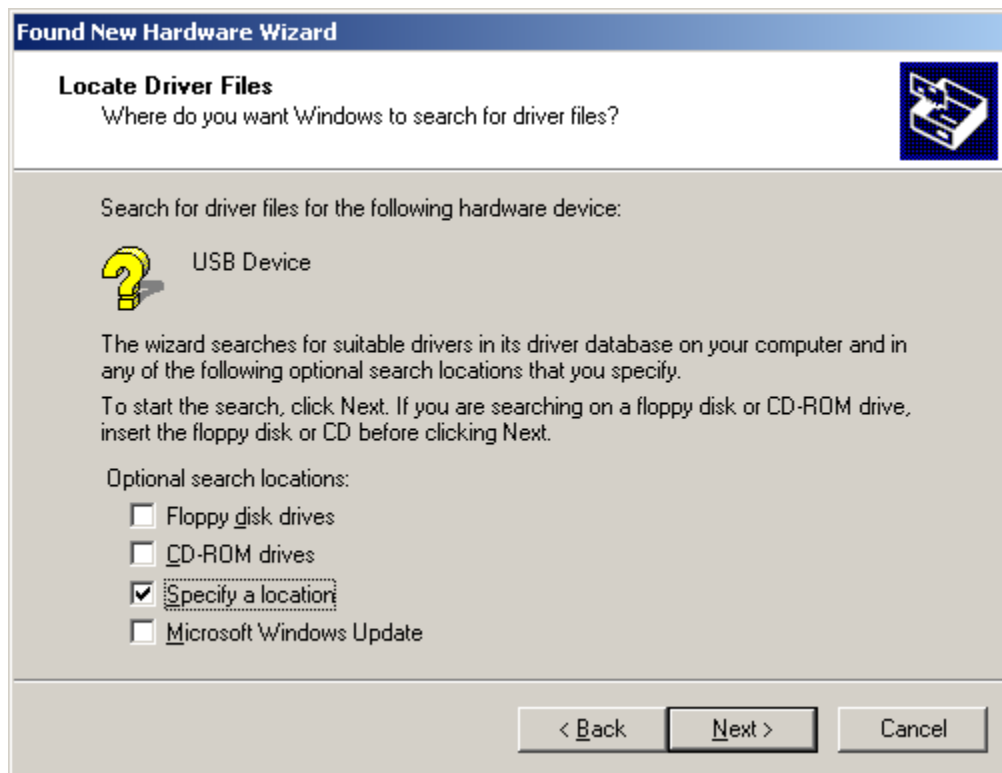 Found New Hardware Wizard
Locate Driver Files
Where do you want Windows to search for driver files?
Search for driver files for the following hardware device:
USB Device
The wizard searches for suitable drivers in its driver database on your computer and in
any of the following optional search locations that you specify.
To start the search, click Next. If you are searching on a floppy disk or CD-ROM drive,
insert the floppy disk or CD before clicking Next.
Optional search locations:
Floppy disk drives
CD-ROM drives
Specify a location
Microsoft Windows Update
< Back Next > Cancel